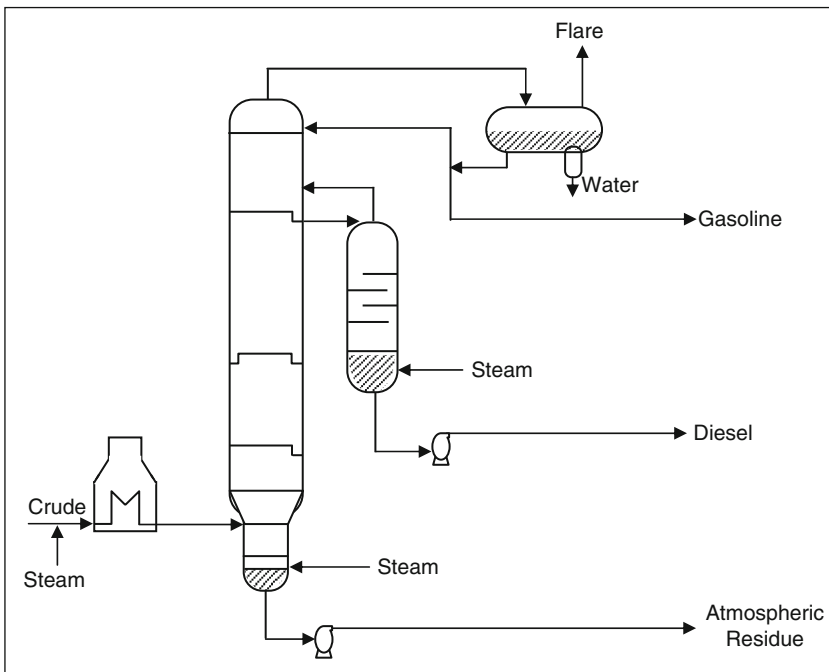 Flare
Water
Gasoline
Steam
Diesel
Crude
Steam
Steam
Atmospheric
Residue